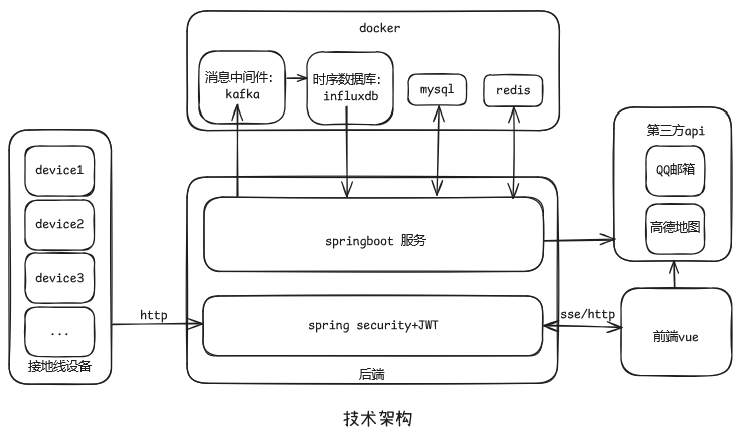 docker
消息中间件：
kafka
时序数据库：
influxdb
mysql
redis
第三方api
QQ邮箱
高德地图
device1
device2
device3
...
接地线设备
http
springboot 服务
spring security+JWT
后端
sse/http
前端vue
技术架构